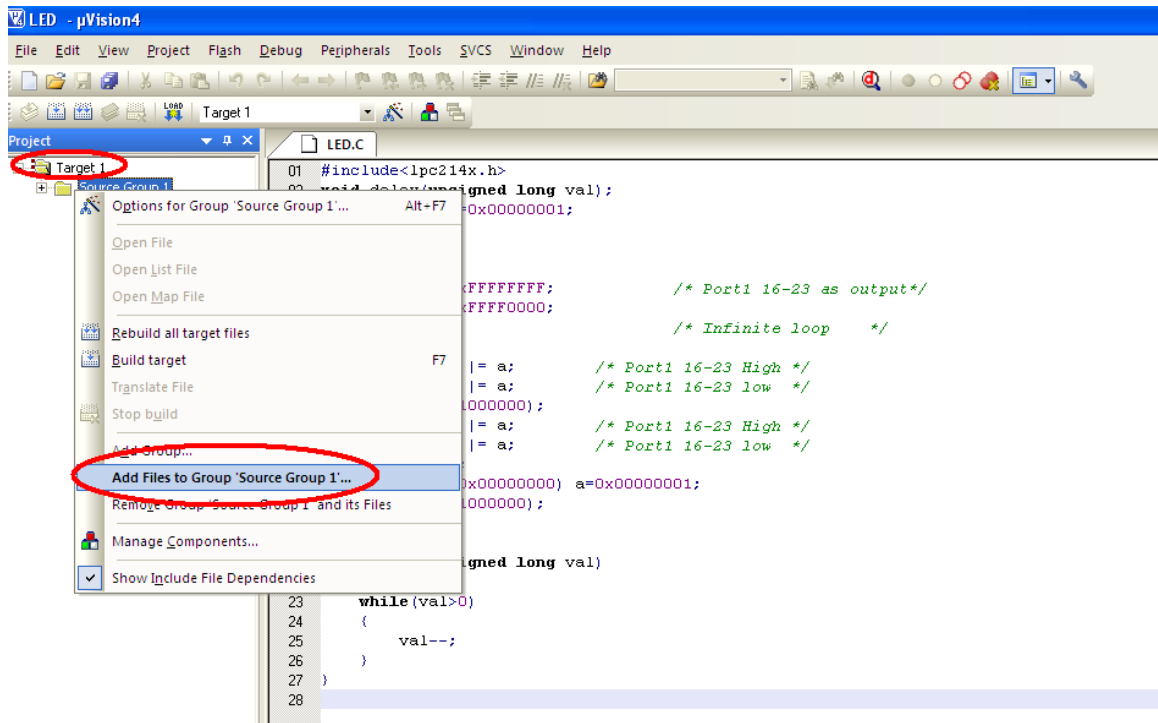 LED - µVision4
File Edit View Project Flash Debug Peripherals Tools SVCS Window Help
LOAD Target 1
Project
LED.C
Target 1
Source Group 1
Options for Group 'Source Group 1'... Alt+F7
Open File
Open List File
Open Map File
Rebuild all target files
Build target F7
Translate File
Stop build
Add Group...
Add Files to Group 'Source Group 1'...
Remove Group 'Source Group 1' and its Files
Manage Components...
Show Include File Dependencies
01 #include<lpc214x.h>
02 void delay(unsigned long val);
=0x00000001;
xFFFFFFFF; /* Port1 16-23 as output*/
xFFFF0000;
/* Infinite loop */
|= a; /* Port1 16-23 High */
|= a; /* Port1 16-23 low */
1000000);
|= a; /* Port1 16-23 High */
|= a; /* Port1 16-23 low */
0x00000000) a=0x00000001;
1000000);
igned long val)
23 while(val>0)
24 {
25 val--;
26 }
27 }
28